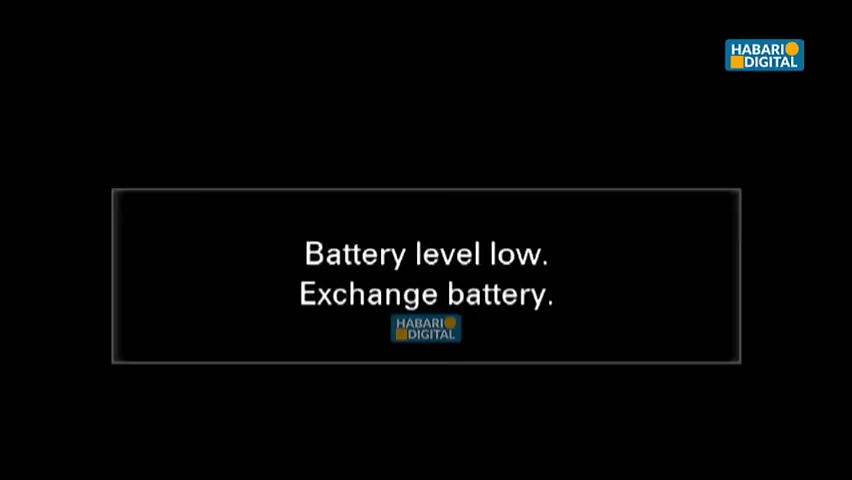 HABARI
DIGITAL
Battery level low.
Exchange battery.
HABARI
DIGITAL